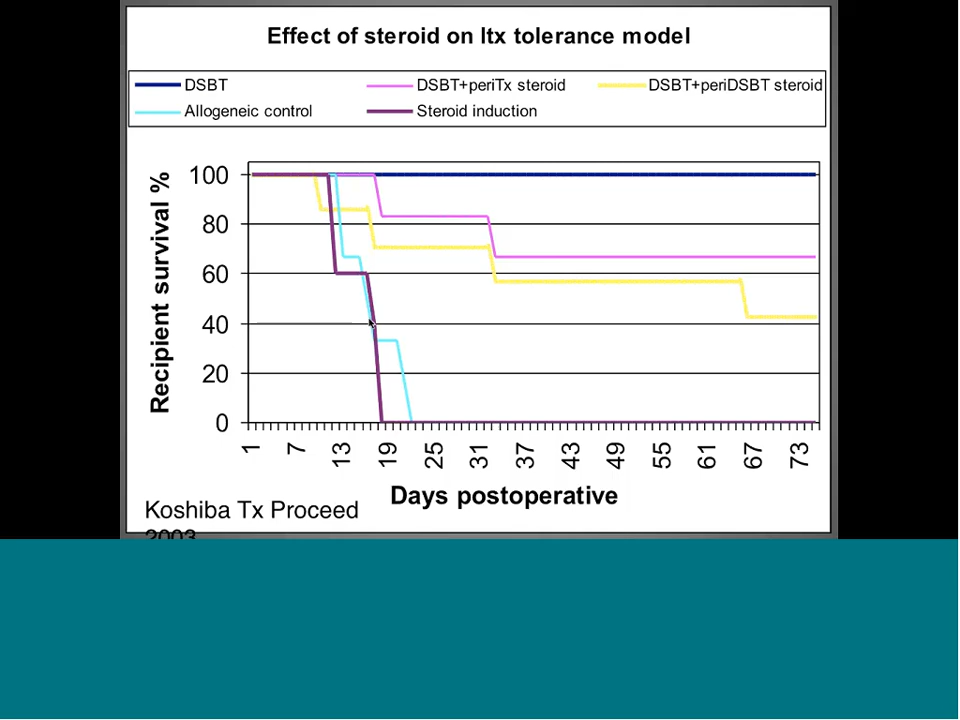 Effect of steroid on ltx tolerance model
DSBT DSBT+periTx steroid DSBT+periDSBT steroid
Allogeneic control Steroid induction
Recipient survival %
100
80
60
40
20
0
1 7 13 19 25 31 37 43 49 55 61 67 73
Days postoperative
Koshiba Tx Proceed
2003